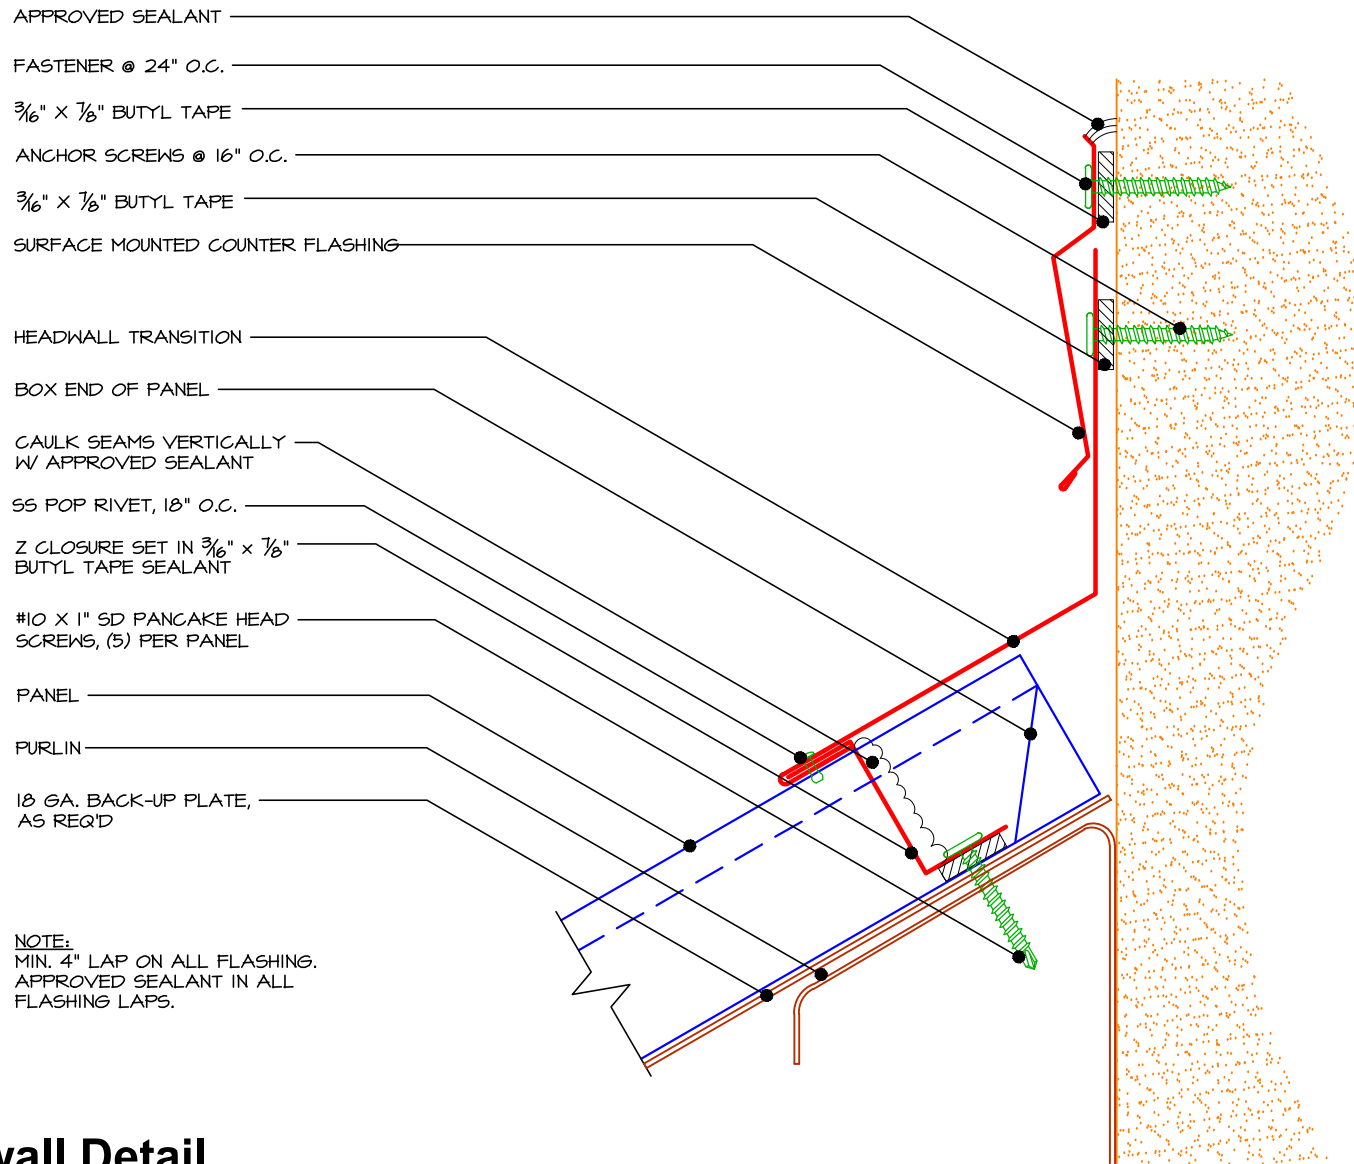 APPROVED SEALANT
FASTENER @ 24" O.C.
3/16" X 7/8" BUTYL TAPE
ANCHOR SCREWS @ 16" O.C.
3/16" X 7/8" BUTYL TAPE
SURFACE MOUNTED COUNTER FLASHING
HEADWALL TRANSITION
BOX END OF PANEL
CAULK SEAMS VERTICALLY
W/ APPROVED SEALANT
SS POP RIVET, 18" O.C.
Z CLOSURE SET IN 3/16" x 7/8"
BUTYL TAPE SEALANT
#10 X 1" SD PANCAKE HEAD
SCREWS, (5) PER PANEL
PANEL
PURLIN
18 GA. BACK-UP PLATE,
AS REQ'D
NOTE:
MIN. 4" LAP ON ALL FLASHING.
APPROVED SEALANT IN ALL
FLASHING LAPS.
wall Detail